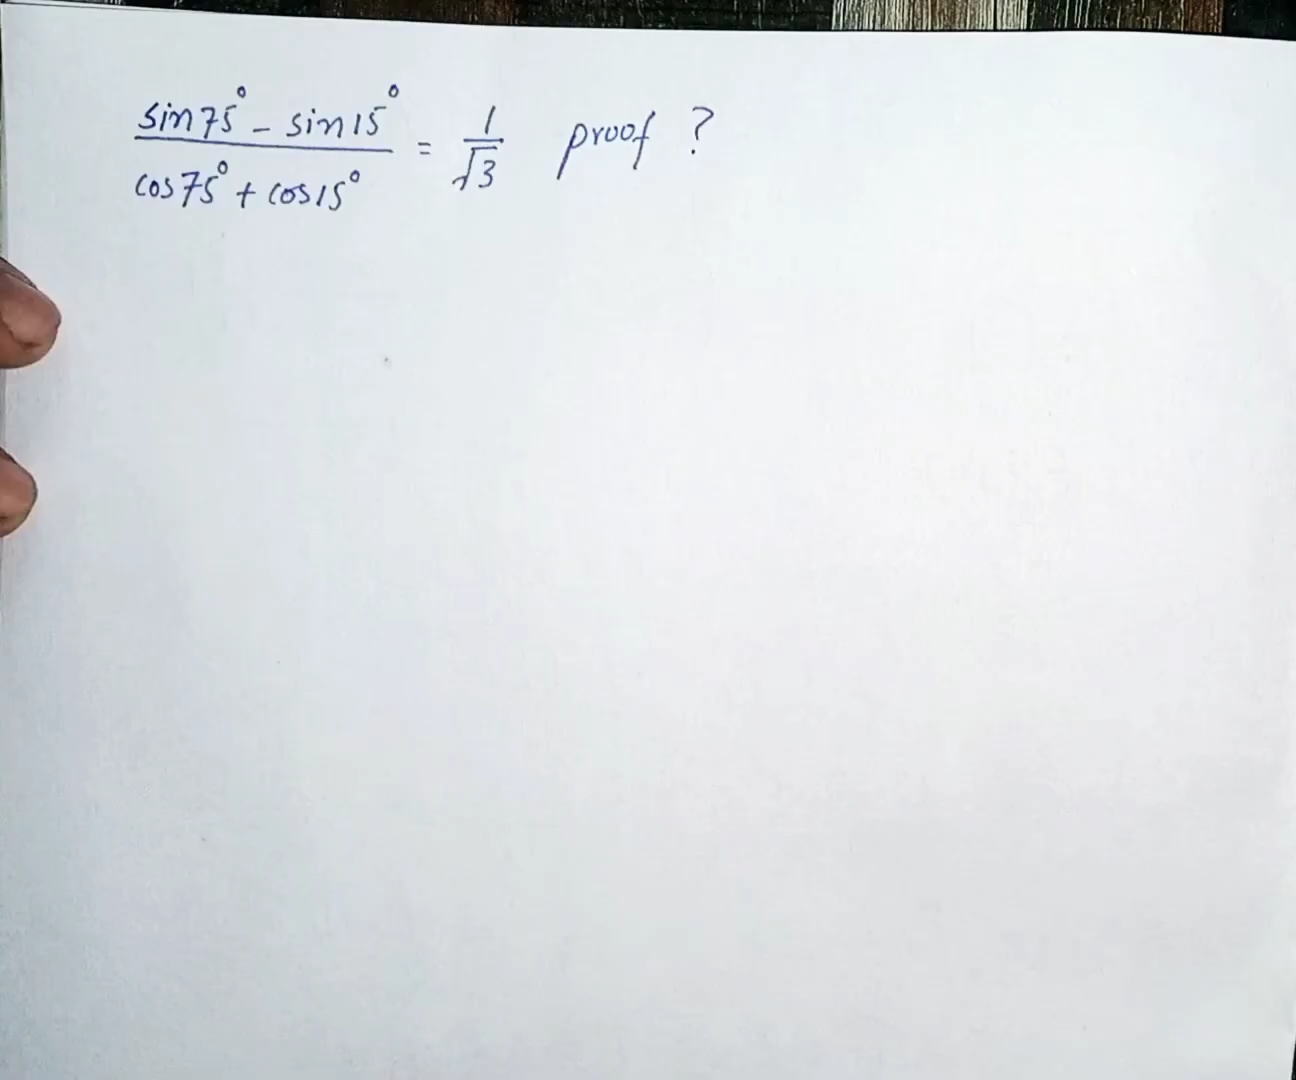 sin75° - sin15° / cos75° + cos15° = 1/√3 proof ?